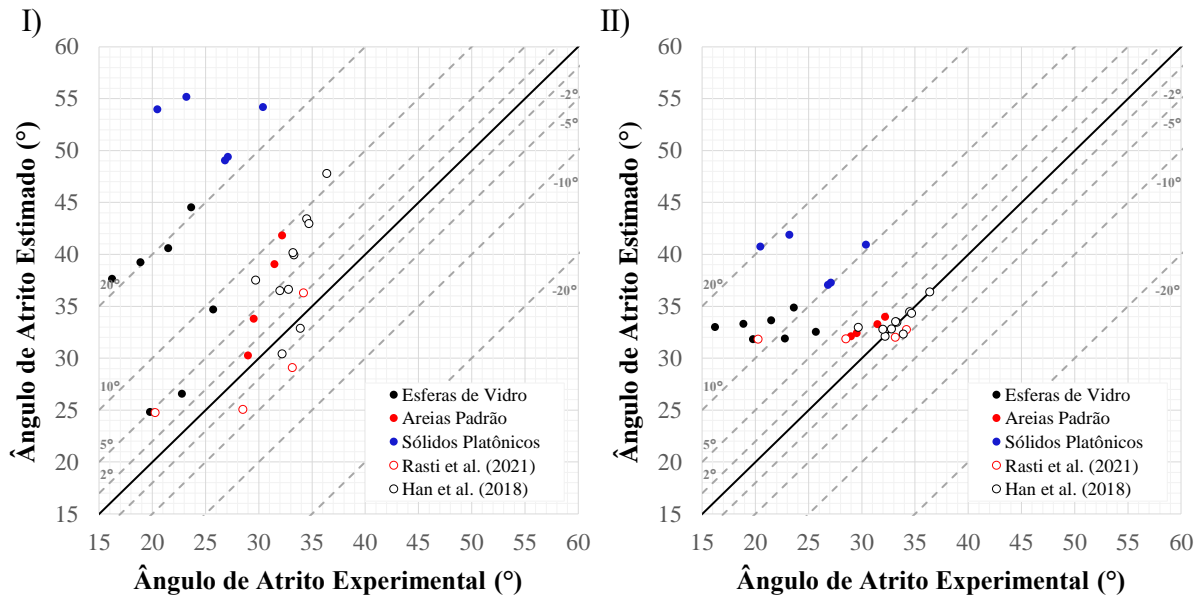 I)
60
55
50
45
40
35
30
25
20
15
Ângulo de Atrito Estimado (°)
-2°
-5°
-10°
-20°
20°
10°
5°
2°
Esferas de Vidro
Areias Padrão
Sólidos Platônicos
Rasti et al. (2021)
Han et al. (2018)
15 20 25 30 35 40 45 50 55 60
Ângulo de Atrito Experimental (°)
II)
60
55
50
45
40
35
30
25
20
15
Ângulo de Atrito Estimado (°)
-2°
-5°
-10°
-20°
20°
10°
5°
2°
Esferas de Vidro
Areias Padrão
Sólidos Platônicos
Rasti et al. (2021)
Han et al. (2018)
15 20 25 30 35 40 45 50 55 60
Ângulo de Atrito Experimental (°)